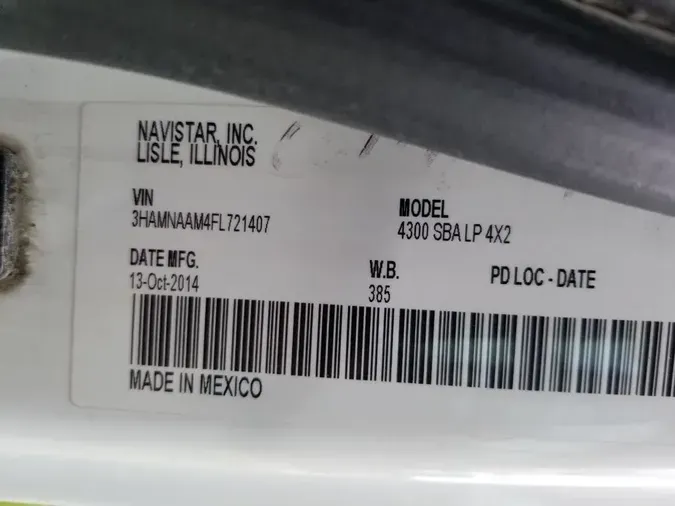 NAVISTAR, INC.
LISLE, ILLINOIS
VIN
3HAMNAAM4FL721407
MODEL
4300 SBA LP 4X2
DATE MFG.
13-Oct-2014
W.B.
385
PD LOC - DATE
MADE IN MEXICO